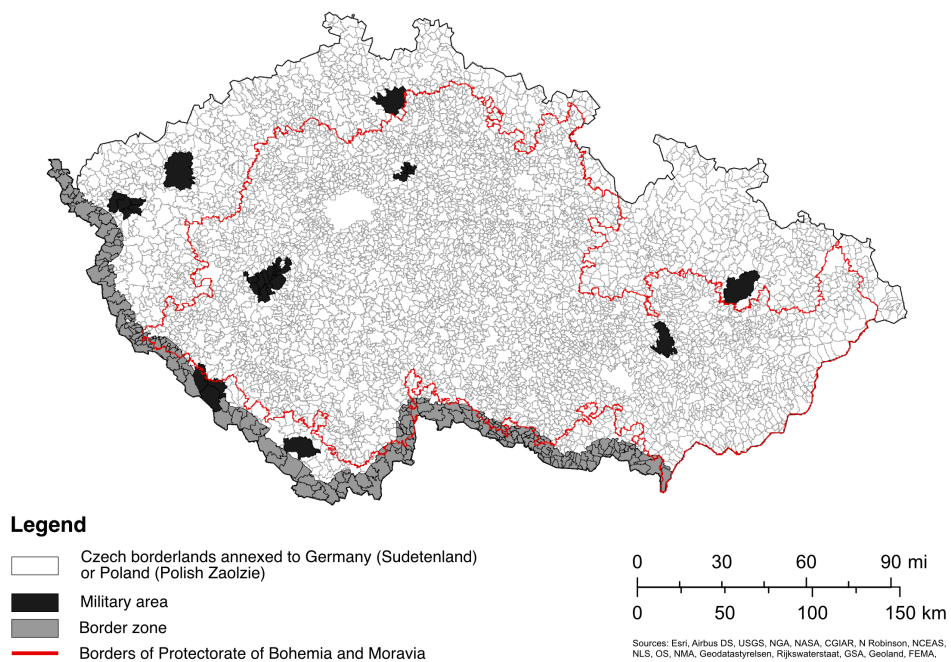 Legend
Czech borderlands annexed to Germany (Sudetenland)
or Poland (Polish Zaolzie)
Military area
Border zone
Borders of Protectorate of Bohemia and Moravia
0 30 60 90 mi
0 50 100 150 km
Sources: Esri, Airbus DS, USGS, NGA, NASA, CGIAR, N Robinson, NCEAS,
NLS, OS, NMA, Geodatastyrelsen, Rijkswaterstaat, GSA, Geoland, FEMA,